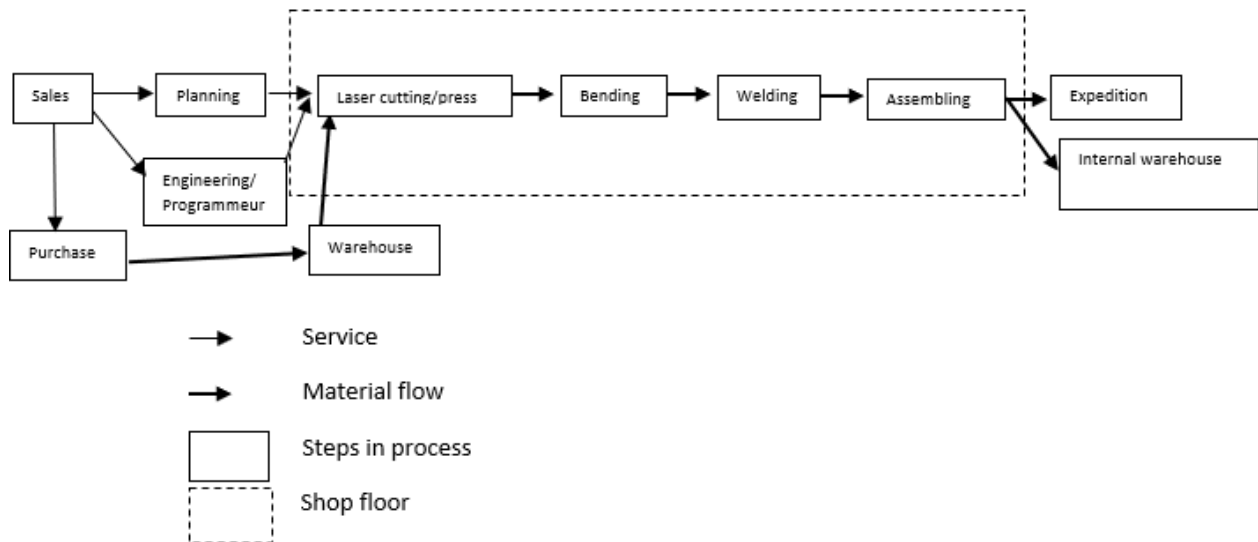 Sales
Planning
Laser cutting/press
Bending
Welding
Assembling
Expedition
Internal warehouse
Engineering/
Programmeur
Purchase
Warehouse
Service
Material flow
Steps in process
Shop floor